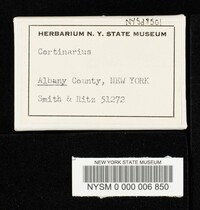 NYSd8501
HERBARIUM N. Y. STATE MUSEUM
Cortinarius
Albany County, NEW YORK
Smith & Ritz 51272
NEW YORK STATE MUSEUM
NYSM 0 000 006 850